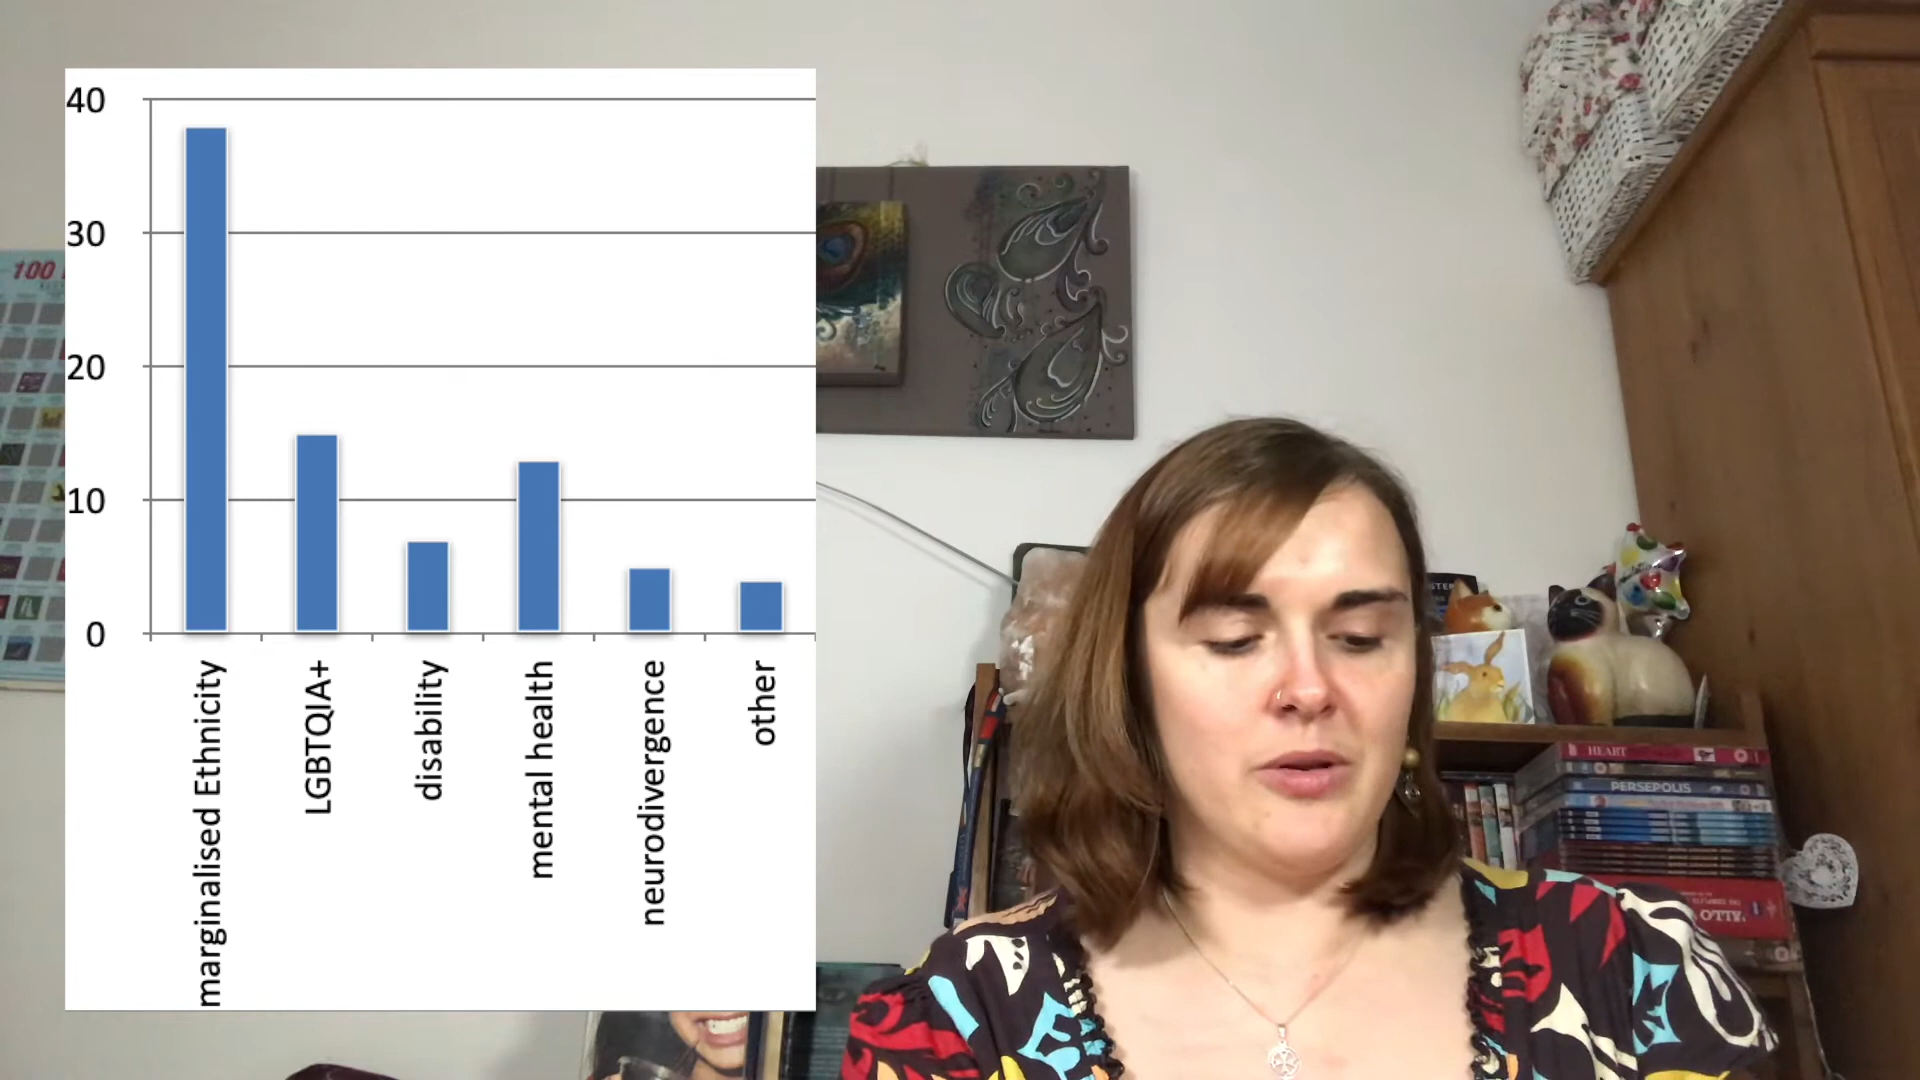 40
30
20
10
0
marginalised Ethnicity
LGBTQIA+
disability
mental health
neurodivergence
other
100
HEART
PERSEPOLIS